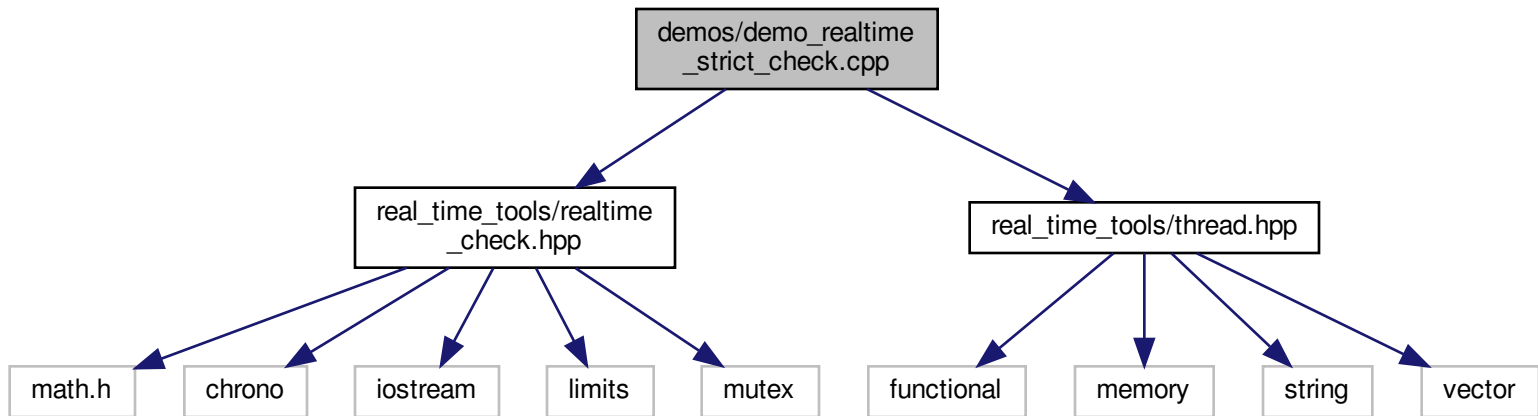 demos/demo_realtime
_strict_check.cpp
real_time_tools/realtime
_check.hpp
real_time_tools/thread.hpp
math.h
chrono
iostream
limits
mutex
functional
memory
string
vector